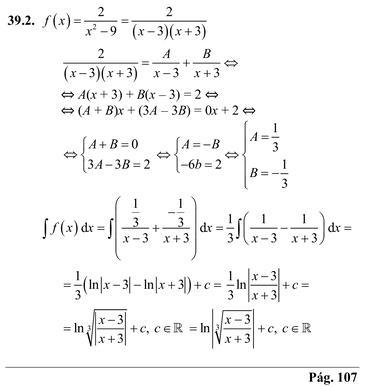 39.2. f(x) = 2/(x² − 9) = 2/((x − 3)(x + 3))
2/((x − 3)(x + 3)) = A/(x − 3) + B/(x + 3) ⇔
⇔ A(x + 3) + B(x − 3) = 2 ⇔
⇔ (A + B)x + (3A − 3B) = 0x + 2 ⇔
⇔ { A + B = 0 ; 3A − 3B = 2 ⇔ { A = −B ; −6b = 2 ⇔ { A = 1/3 ; B = −1/3
∫ f(x) dx = ∫ ( (1/3)/(x − 3) + (−1/3)/(x + 3) ) dx = 1/3 ∫ ( 1/(x − 3) − 1/(x + 3) ) dx =
= 1/3 (ln|x − 3| − ln|x + 3|) + c = 1/3 ln|(x − 3)/(x + 3)| + c =
= ln ∛|(x − 3)/(x + 3)| + c, c ∈ ℝ = ln |∛((x − 3)/(x + 3))| + c, c ∈ ℝ
Pág. 107